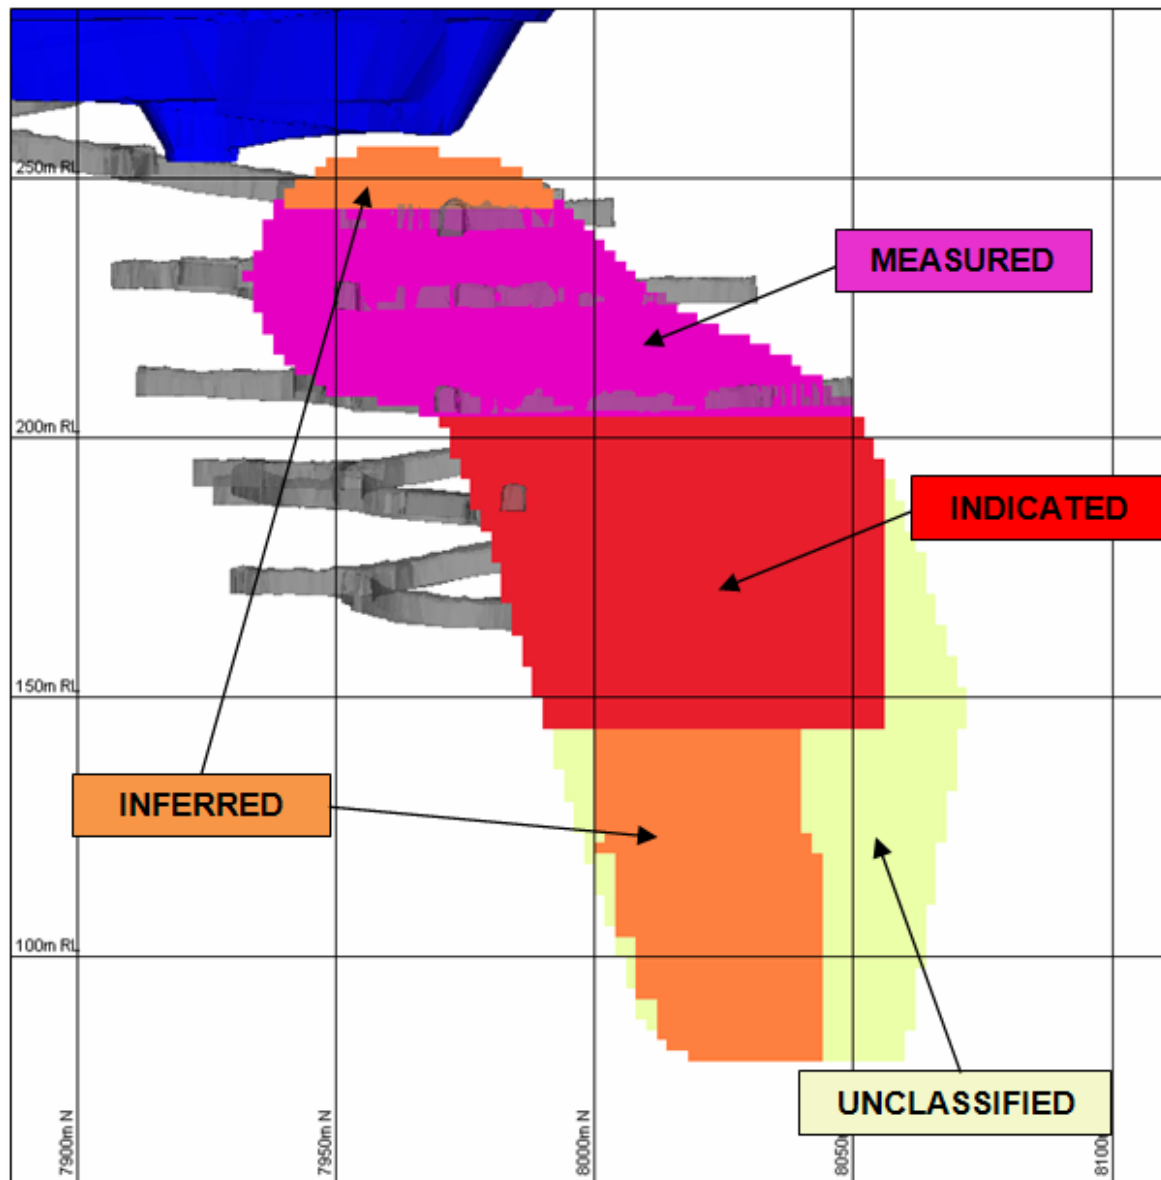 250m RL
MEASURED
200m RL
INDICATED
150m RL
INFERRED
100m RL
UNCLASSIFIED
7900m N
7950m N
8000m N
8050
8100